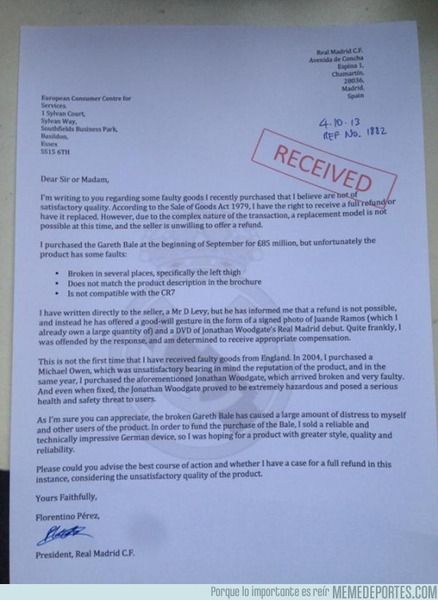 Real Madrid C.F.
Avenida de Concha
Espina 1,
Chamartín,
28036,
Madrid,
Spain
European Consumer Centre for
Services.
1 Sylvan Court,
Sylvan Way,
Southfields Business Park,
Basildon,
Essex
SS15 6TH
4-10-13
REF No. 1882
RECEIVED
Dear Sir or Madam,
I'm writing to you regarding some faulty goods I recently purchased that I believe are not of
satisfactory quality. According to the Sale of Goods Act 1979, I have the right to receive a full refund or
have it replaced. However, due to the complex nature of the transaction, a replacement model is not
possible at this time, and the seller is unwilling to offer a refund.
I purchased the Gareth Bale at the beginning of September for £85 million, but unfortunately the
product has some faults:
• Broken in several places, specifically the left thigh
• Does not match the product description in the brochure
• Is not compatible with the CR7
I have written directly to the seller, a Mr D Levy, but he has informed me that a refund is not possible,
and instead he has offered a good-will gesture in the form of a signed photo of Juande Ramos (which I
already own a large quantity of) and a DVD of Jonathan Woodgate's Real Madrid debut. Quite frankly, I
was offended by the response, and am determined to receive appropriate compensation.
This is not the first time that I have received faulty goods from England. In 2004, I purchased a
Michael Owen, which was unsatisfactory bearing in mind the reputation of the product, and in the
same year, I purchased the aforementioned Jonathan Woodgate, which arrived broken and very faulty.
And even when fixed, the Jonathan Woodgate proved to be extremely hazardous and posed a serious
health and safety threat to users.
As I'm sure you can appreciate, the broken Gareth Bale has caused a large amount of distress to myself
and other users of the product. In order to fund the purchase of the Bale, I sold a reliable and
technically impressive German device, so I was hoping for a product with greater style, quality and
reliability.
Please could you advise the best course of action and whether I have a case for a full refund in this
instance, considering the unsatisfactory quality of the product.
Yours Faithfully,
Florentino Pérez,
President, Real Madrid C.F.
Porque lo importante es reír MEMEDEPORTES.COM